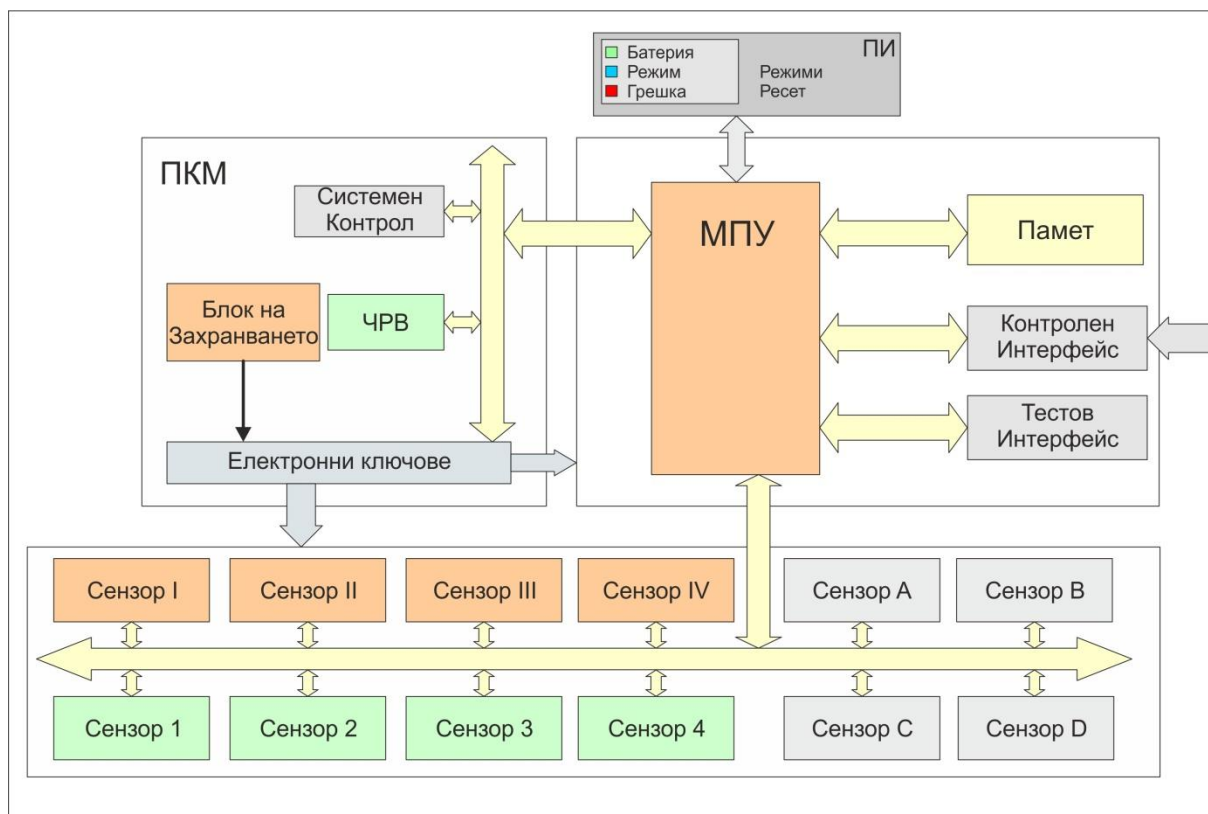 ПИ
Батерия
Режим
Грешка
Режими
Ресет
ПКМ
Системен
Контрол
Блок на
Захранването
ЧРВ
Електронни ключове
МПУ
Памет
Контролен
Интерфейс
Тестов
Интерфейс
Сензор I
Сензор II
Сензор III
Сензор IV
Сензор A
Сензор B
Сензор 1
Сензор 2
Сензор 3
Сензор 4
Сензор C
Сензор D